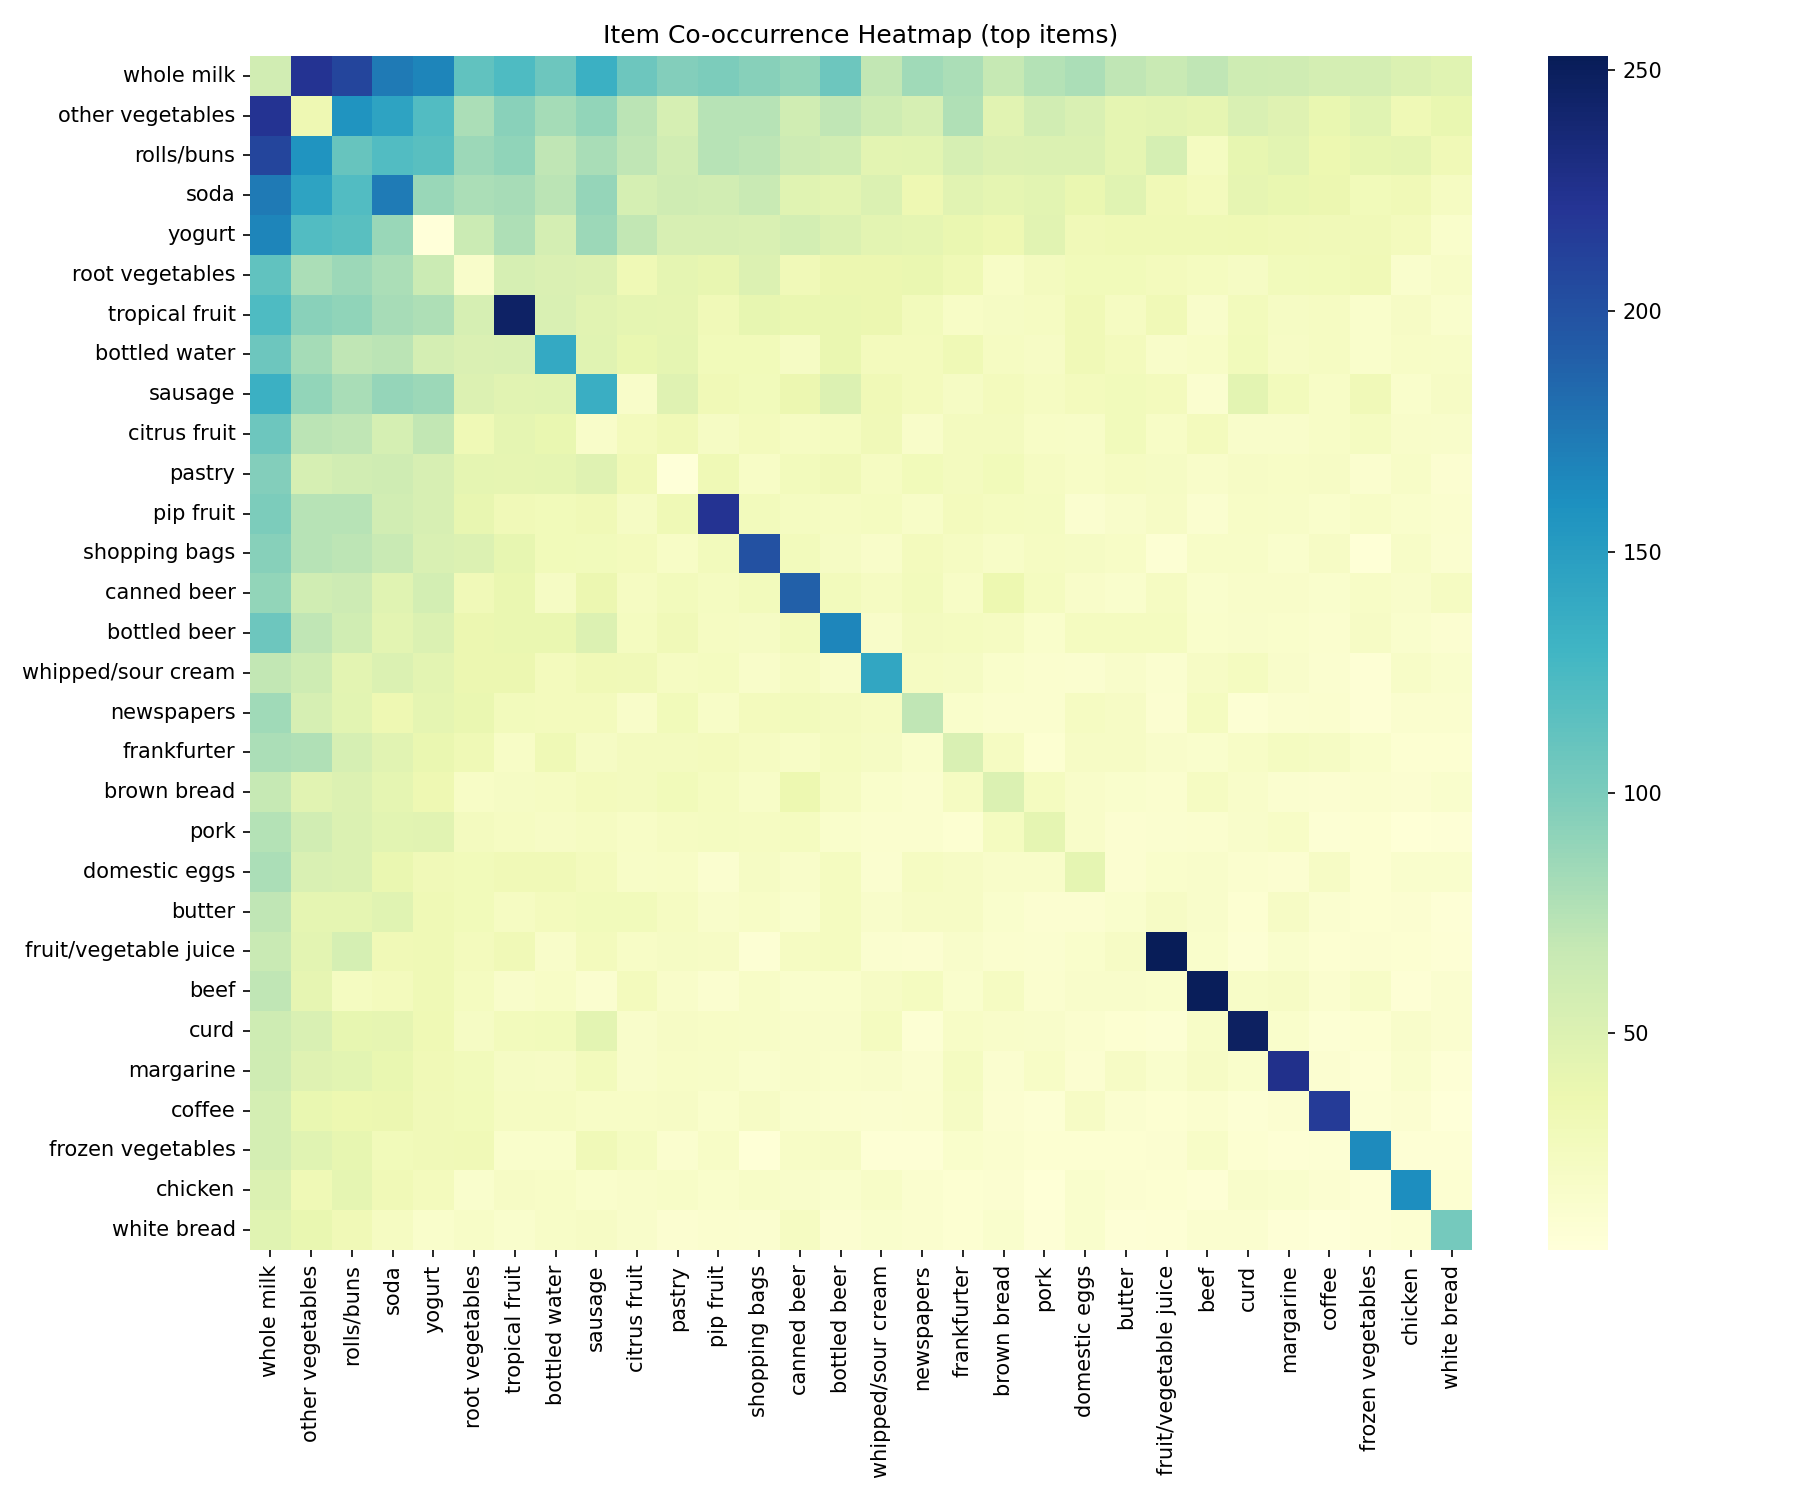 Item Co-occurrence Heatmap (top items)
whole milk
other vegetables
rolls/buns
soda
yogurt
root vegetables
tropical fruit
bottled water
sausage
citrus fruit
pastry
pip fruit
shopping bags
canned beer
bottled beer
whipped/sour cream
newspapers
frankfurter
brown bread
pork
domestic eggs
butter
fruit/vegetable juice
beef
curd
margarine
coffee
frozen vegetables
chicken
white bread
whole milk
other vegetables
rolls/buns
soda
yogurt
root vegetables
tropical fruit
bottled water
sausage
citrus fruit
pastry
pip fruit
shopping bags
canned beer
bottled beer
whipped/sour cream
newspapers
frankfurter
brown bread
pork
domestic eggs
butter
fruit/vegetable juice
beef
curd
margarine
coffee
frozen vegetables
chicken
white bread
250
200
150
100
50